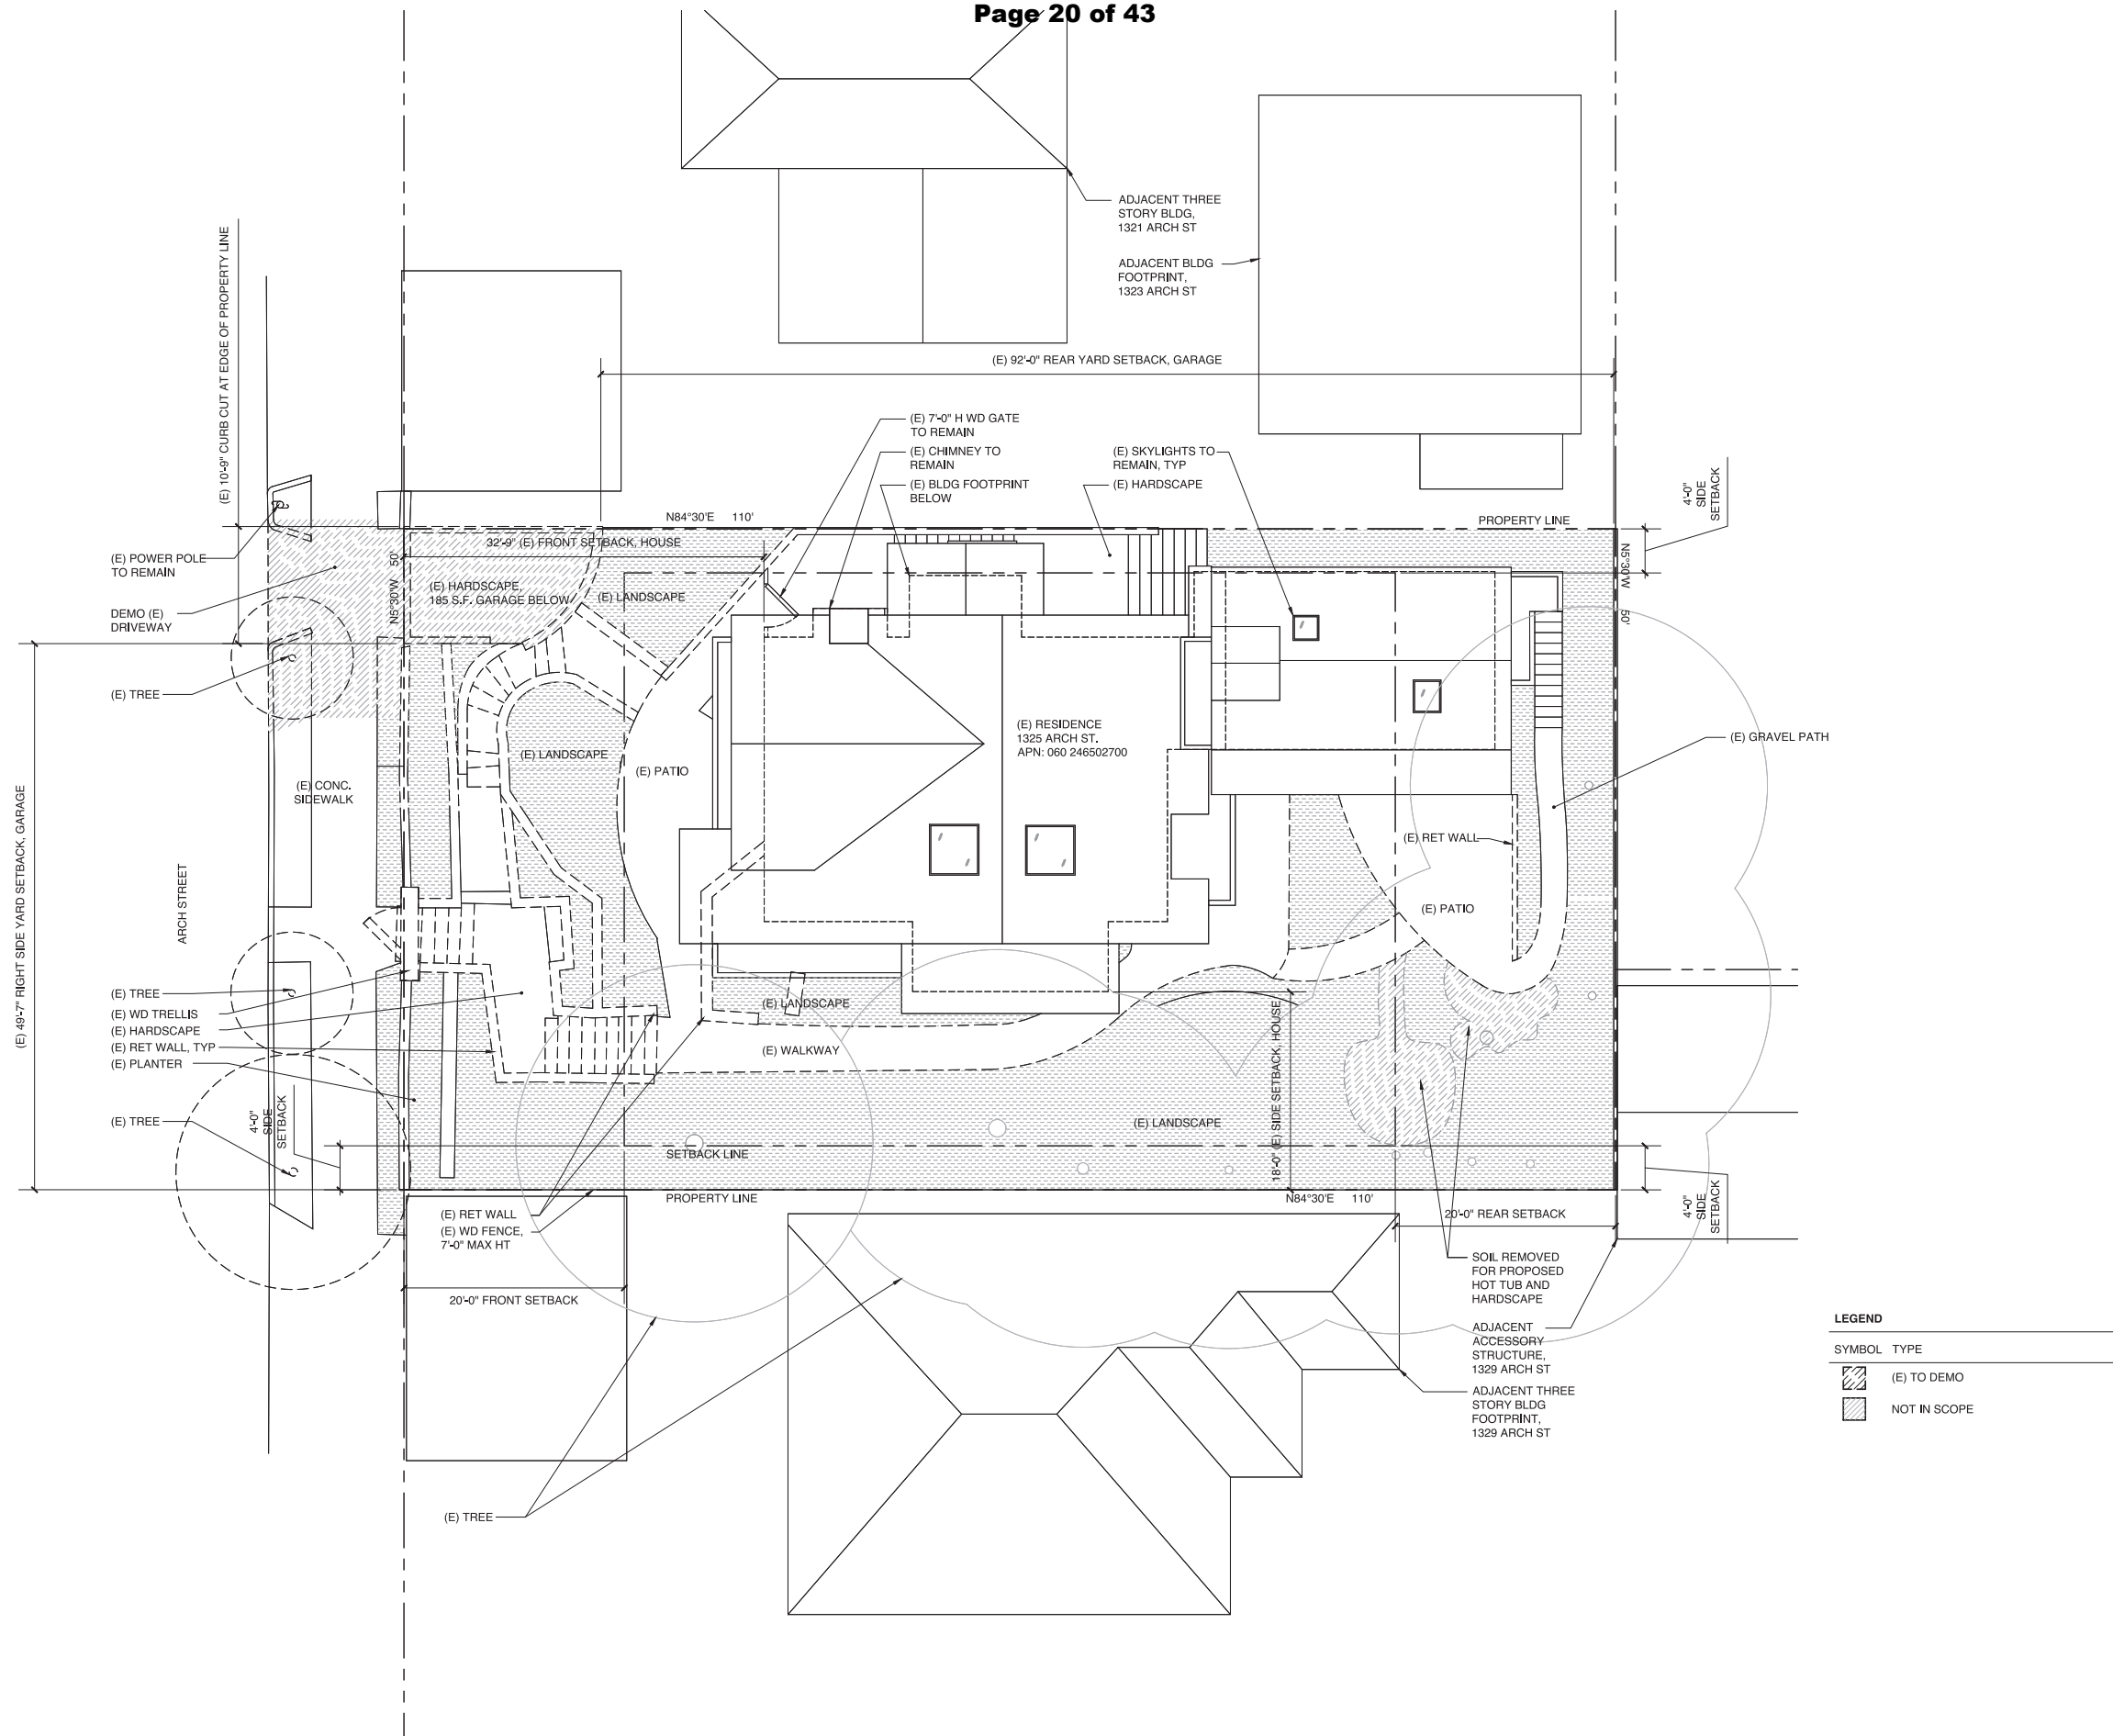 Page 20 of 43
ADJACENT THREE
STORY BLDG,
1321 ARCH ST
ADJACENT BLDG
FOOTPRINT,
1323 ARCH ST
(E) 10'-9" CURB CUT AT EDGE OF PROPERTY LINE
(E) 92'-0" REAR YARD SETBACK, GARAGE
(E) 7'-0" H WD GATE
TO REMAIN
(E) CHIMNEY TO
REMAIN
(E) BLDG FOOTPRINT
BELOW
(E) SKYLIGHTS TO
REMAIN, TYP
(E) HARDSCAPE
4'-0"
SIDE
SETBACK
N84°30'E 110'
PROPERTY LINE
32'-9" (E) FRONT SETBACK, HOUSE
(E) POWER POLE
TO REMAIN
N5°30'W 50'
N5°30'W 50'
(E) HARDSCAPE,
185 S.F. GARAGE BELOW
(E) LANDSCAPE
DEMO (E)
DRIVEWAY
(E) TREE
(E) RESIDENCE
1325 ARCH ST.
APN: 060 246502700
(E) LANDSCAPE
(E) PATIO
(E) GRAVEL PATH
(E) CONC.
SIDEWALK
(E) RET WALL
ARCH STREET
(E) PATIO
(E) 49'-7" RIGHT SIDE YARD SETBACK, GARAGE
(E) TREE
(E) WD TRELLIS
(E) HARDSCAPE
(E) RET WALL, TYP
(E) PLANTER
(E) LANDSCAPE
(E) WALKWAY
(E) TREE
4'-0"
SIDE
SETBACK
18'-0" (E) SIDE SETBACK, HOUSE
(E) LANDSCAPE
SETBACK LINE
PROPERTY LINE
N84°30'E 110'
4'-0"
SIDE
SETBACK
(E) RET WALL
(E) WD FENCE,
7'-0" MAX HT
20'-0" REAR SETBACK
20'-0" FRONT SETBACK
SOIL REMOVED
FOR PROPOSED
HOT TUB AND
HARDSCAPE
ADJACENT
ACCESSORY
STRUCTURE,
1329 ARCH ST
ADJACENT THREE
STORY BLDG
FOOTPRINT,
1329 ARCH ST
(E) TREE
LEGEND
SYMBOL TYPE
(E) TO DEMO
NOT IN SCOPE